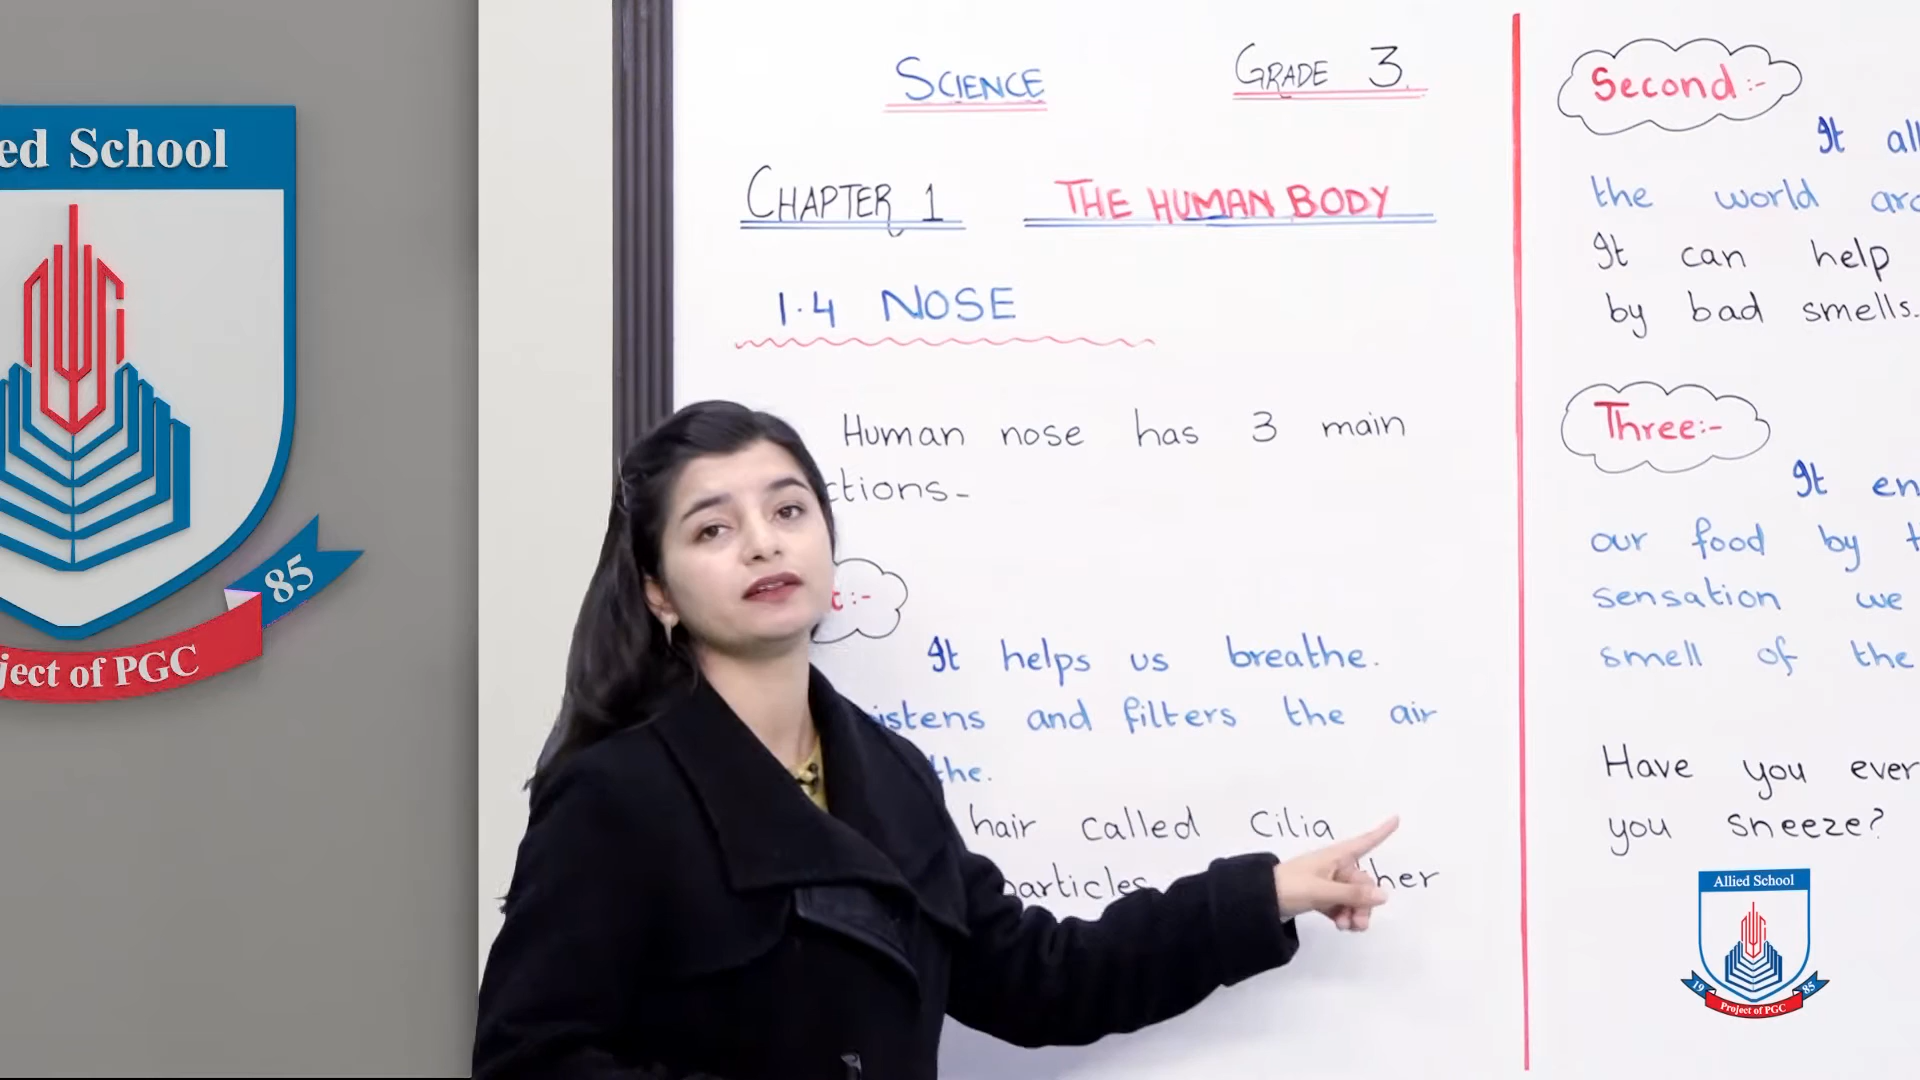 ed School
ject of PGC
85
SCIENCE
GRADE 3.
CHAPTER 1
THE HUMAN BODY
1.4 NOSE
Human nose has 3 main
ctions-
t:-
It helps us breathe.
istens and filters the air
the.
hair called Cilia
particles
her
Second:-
It all
the world aro
It can help
by bad smells-
Three:-
It en
our food by t
sensation we
smell of the
Have you ever
you sneeze?
Allied School
19
85
Project of PGC